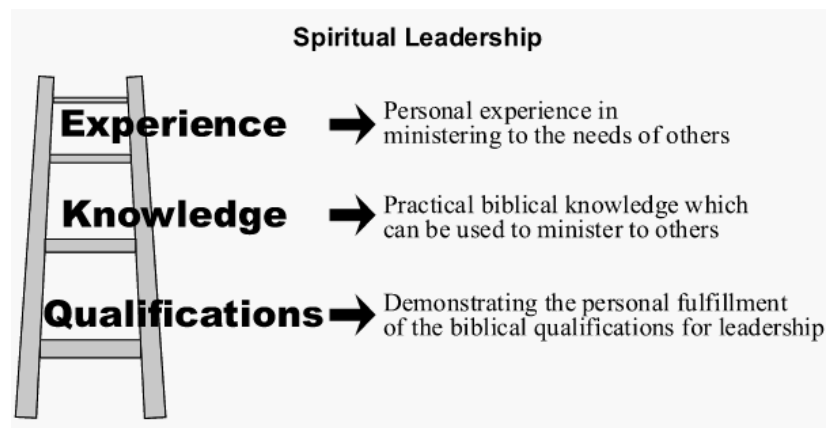 Spiritual Leadership
Experience
Personal experience in
ministering to the needs of others
Knowledge
Practical biblical knowledge which
can be used to minister to others
Qualifications
Demonstrating the personal fulfillment
of the biblical qualifications for leadership